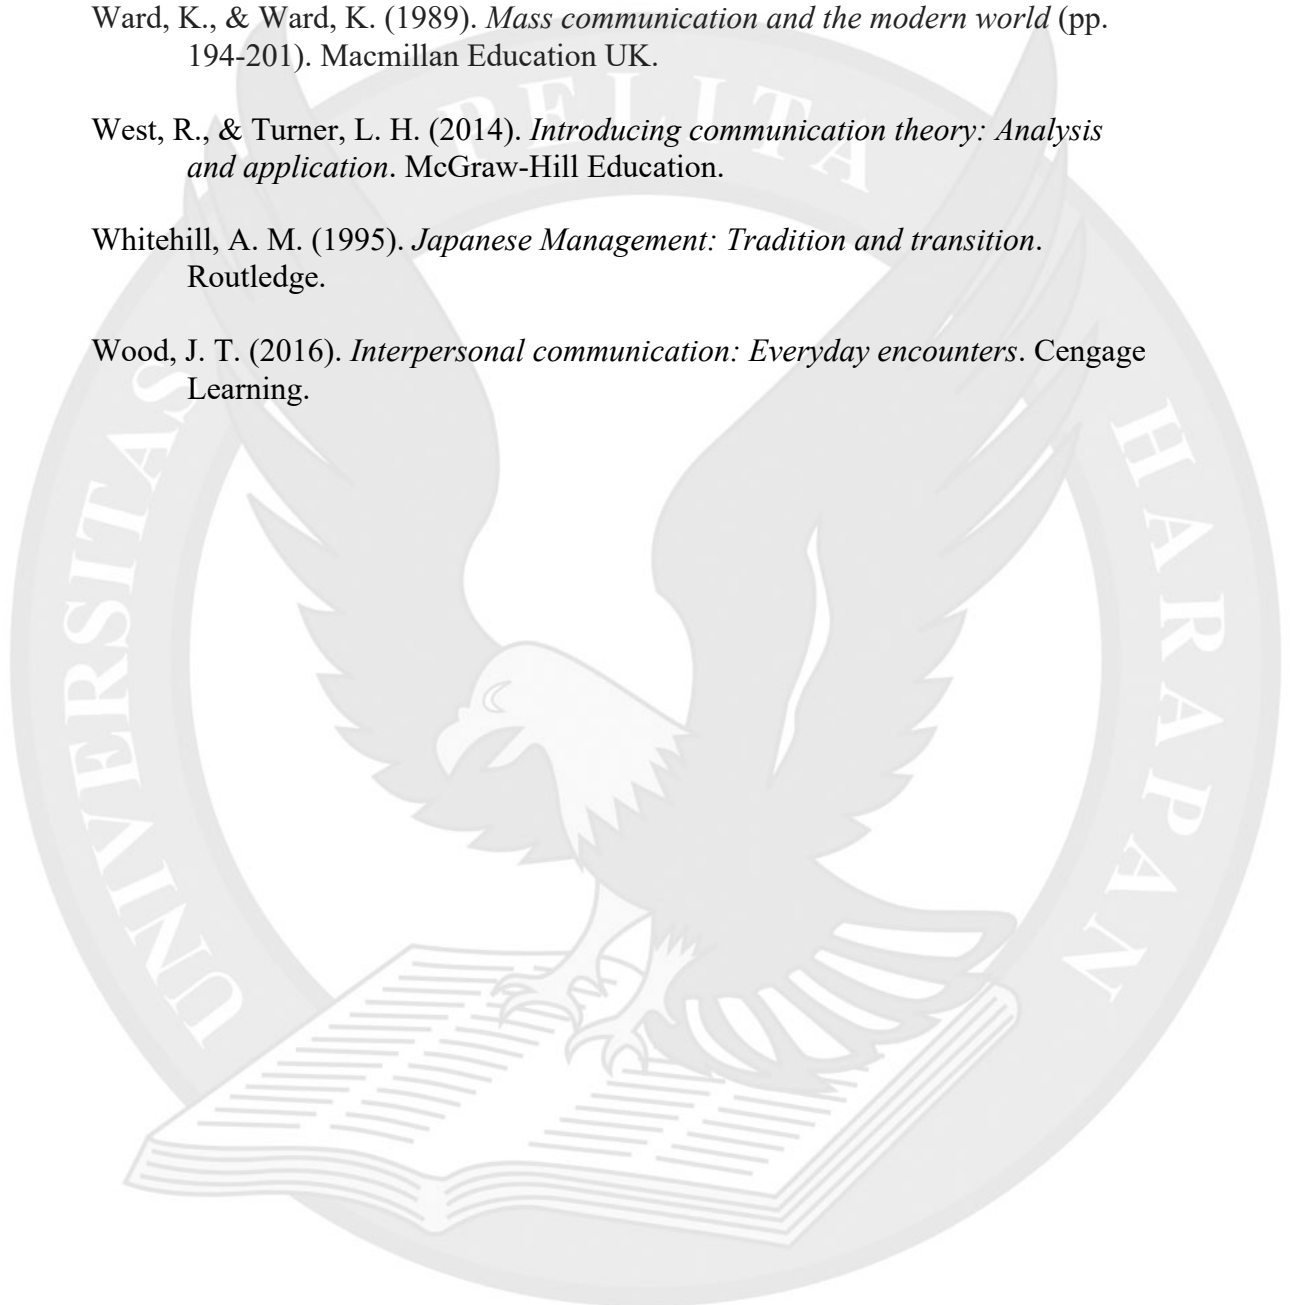 Ward, K., & Ward, K. (1989). Mass communication and the modern world (pp.
194-201). Macmillan Education UK.
West, R., & Turner, L. H. (2014). Introducing communication theory: Analysis
and application. McGraw-Hill Education.
Whitehill, A. M. (1995). Japanese Management: Tradition and transition.
Routledge.
Wood, J. T. (2016). Interpersonal communication: Everyday encounters. Cengage
Learning.
UNIVERSITAS PELITA HARAPAN